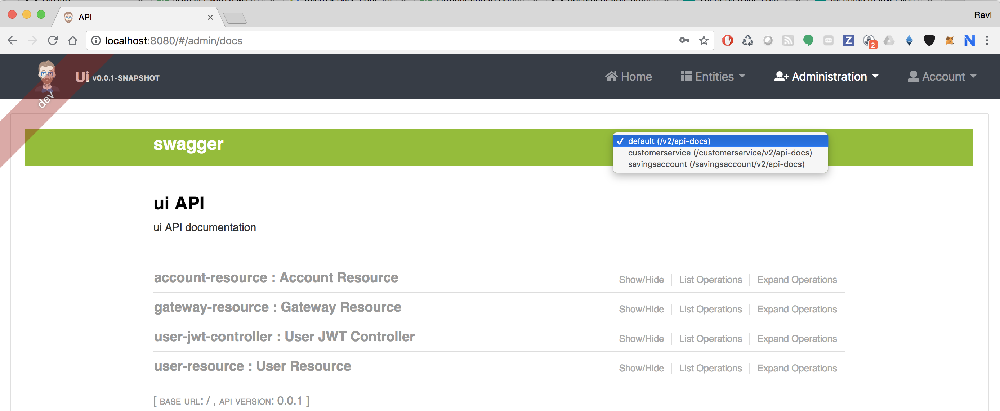 API
Ravi
localhost:8080/#/admin/docs
2
Ui v0.0.1-SNAPSHOT
Home
Entities
Administration
Account
dev
swagger
default (/v2/api-docs)
customerservice (/customerservice/v2/api-docs)
savingsaccount (/savingsaccount/v2/api-docs)
ui API
ui API documentation
account-resource : Account Resource
Show/Hide
List Operations
Expand Operations
gateway-resource : Gateway Resource
Show/Hide
List Operations
Expand Operations
user-jwt-controller : User JWT Controller
Show/Hide
List Operations
Expand Operations
user-resource : User Resource
Show/Hide
List Operations
Expand Operations
[ BASE URL: / , API VERSION: 0.0.1 ]